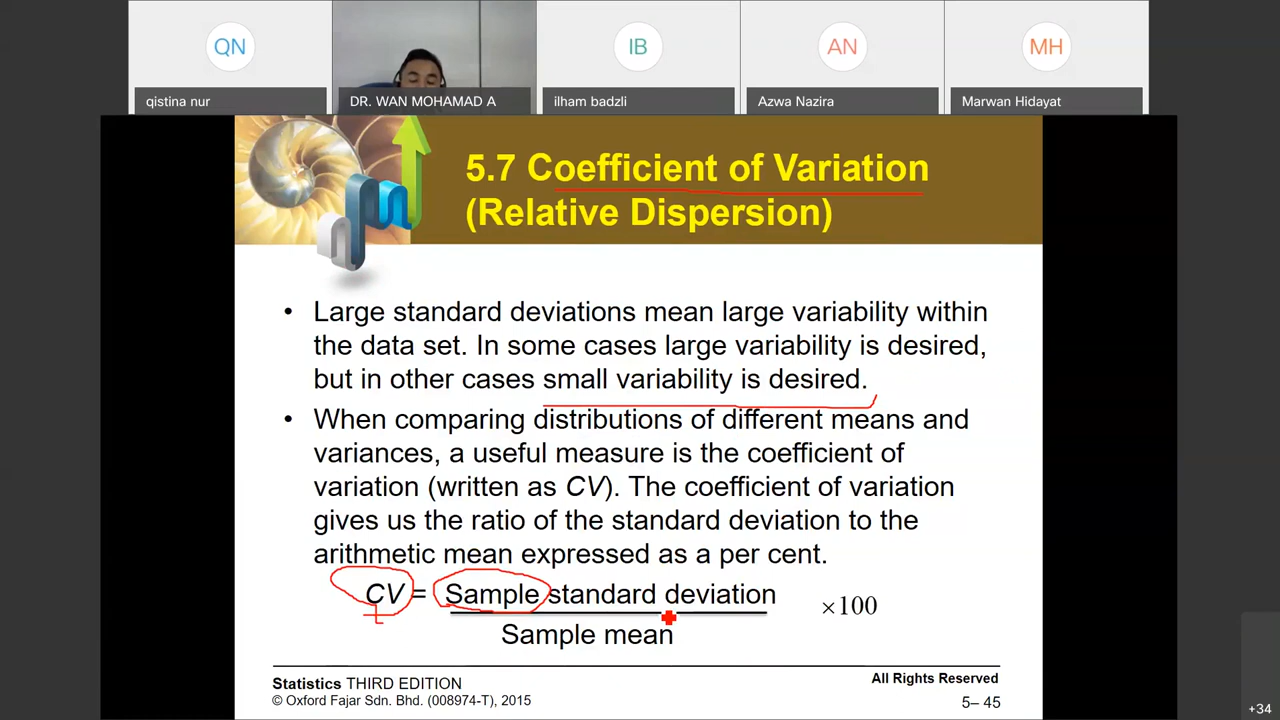 QN
IB
AN
MH
qistina nur
DR. WAN MOHAMAD A
ilham badzli
Azwa Nazira
Marwan Hidayat
5.7 Coefficient of Variation
(Relative Dispersion)
• Large standard deviations mean large variability within
the data set. In some cases large variability is desired,
but in other cases small variability is desired.
• When comparing distributions of different means and
variances, a useful measure is the coefficient of
variation (written as CV). The coefficient of variation
gives us the ratio of the standard deviation to the
arithmetic mean expressed as a per cent.
CV = Sample standard deviation
×100
Sample mean
Statistics THIRD EDITION
All Rights Reserved
© Oxford Fajar Sdn. Bhd. (008974-T), 2015
5– 45
+34